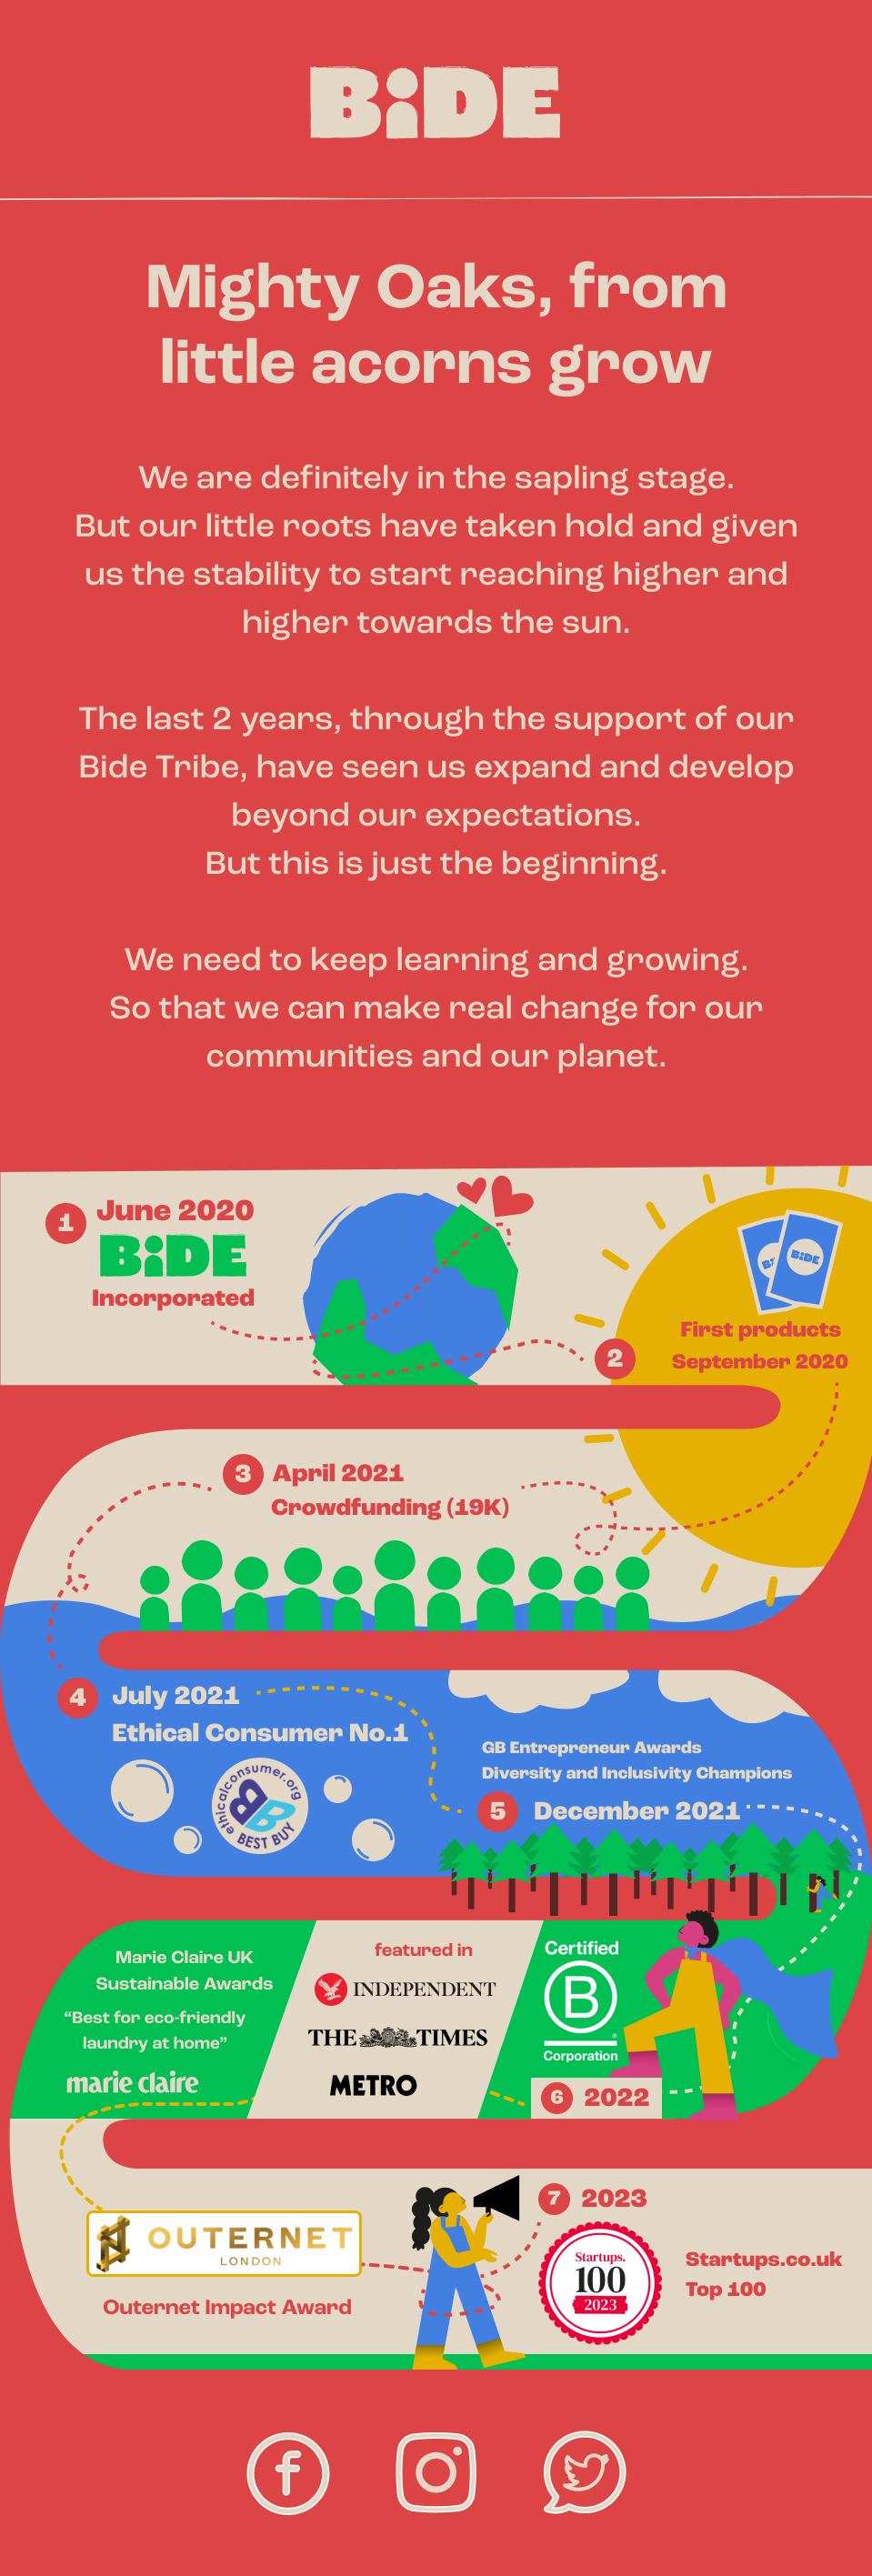 BiDE
Mighty Oaks, from
little acorns grow
We are definitely in the sapling stage.
But our little roots have taken hold and given
us the stability to start reaching higher and
higher towards the sun.
The last 2 years, through the support of our
Bide Tribe, have seen us expand and develop
beyond our expectations.
But this is just the beginning.
We need to keep learning and growing.
So that we can make real change for our
communities and our planet.
1 June 2020
BiDE
Incorporated
BiDE
2 First products
September 2020
3 April 2021
Crowdfunding (19K)
4 July 2021
Ethical Consumer No.1
ethicalconsumer.org
BEST BUY
GB Entrepreneur Awards
Diversity and Inclusivity Champions
5 December 2021
Marie Claire UK
Sustainable Awards
“Best for eco-friendly
laundry at home”
marie claire
featured in
INDEPENDENT
THE TIMES
METRO
Certified
B
Corporation
6 2022
OUTERNET
LONDON
Outernet Impact Award
7 2023
Startups.
100
2023
Startups.co.uk
Top 100